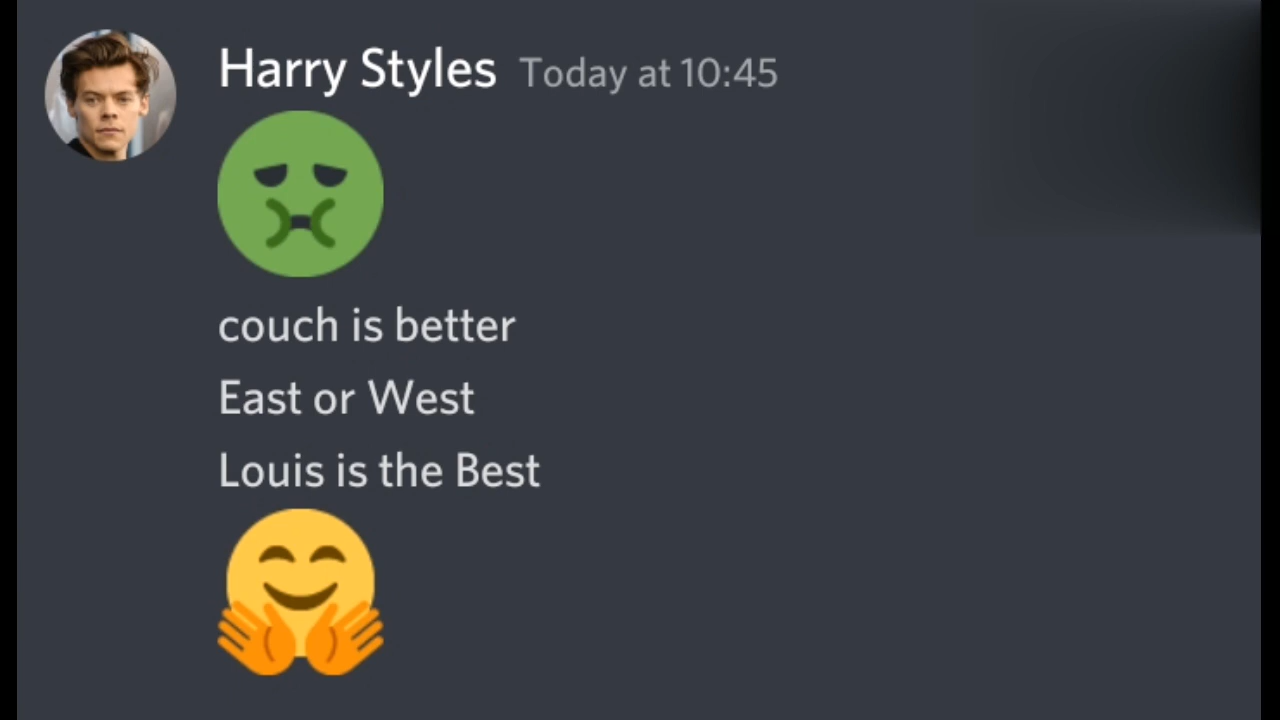 Harry Styles Today at 10:45
couch is better
East or West
Louis is the Best